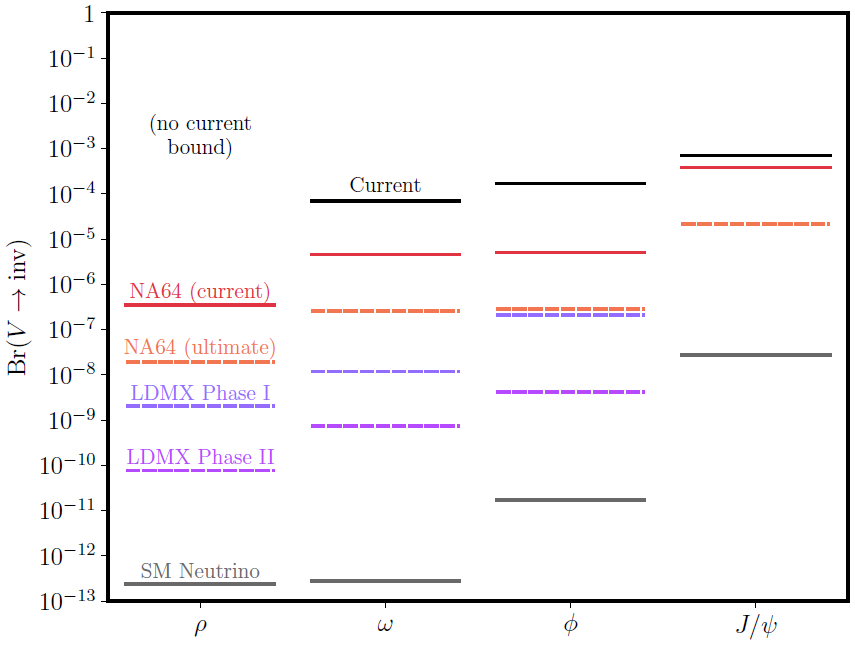 1
10⁻¹
10⁻²
10⁻³
10⁻⁴
10⁻⁵
10⁻⁶
10⁻⁷
10⁻⁸
10⁻⁹
10⁻¹⁰
10⁻¹¹
10⁻¹²
10⁻¹³
Br(V → inv)
(no current
bound)
Current
NA64 (current)
NA64 (ultimate)
LDMX Phase I
LDMX Phase II
SM Neutrino
ρ
ω
ϕ
J/ψ